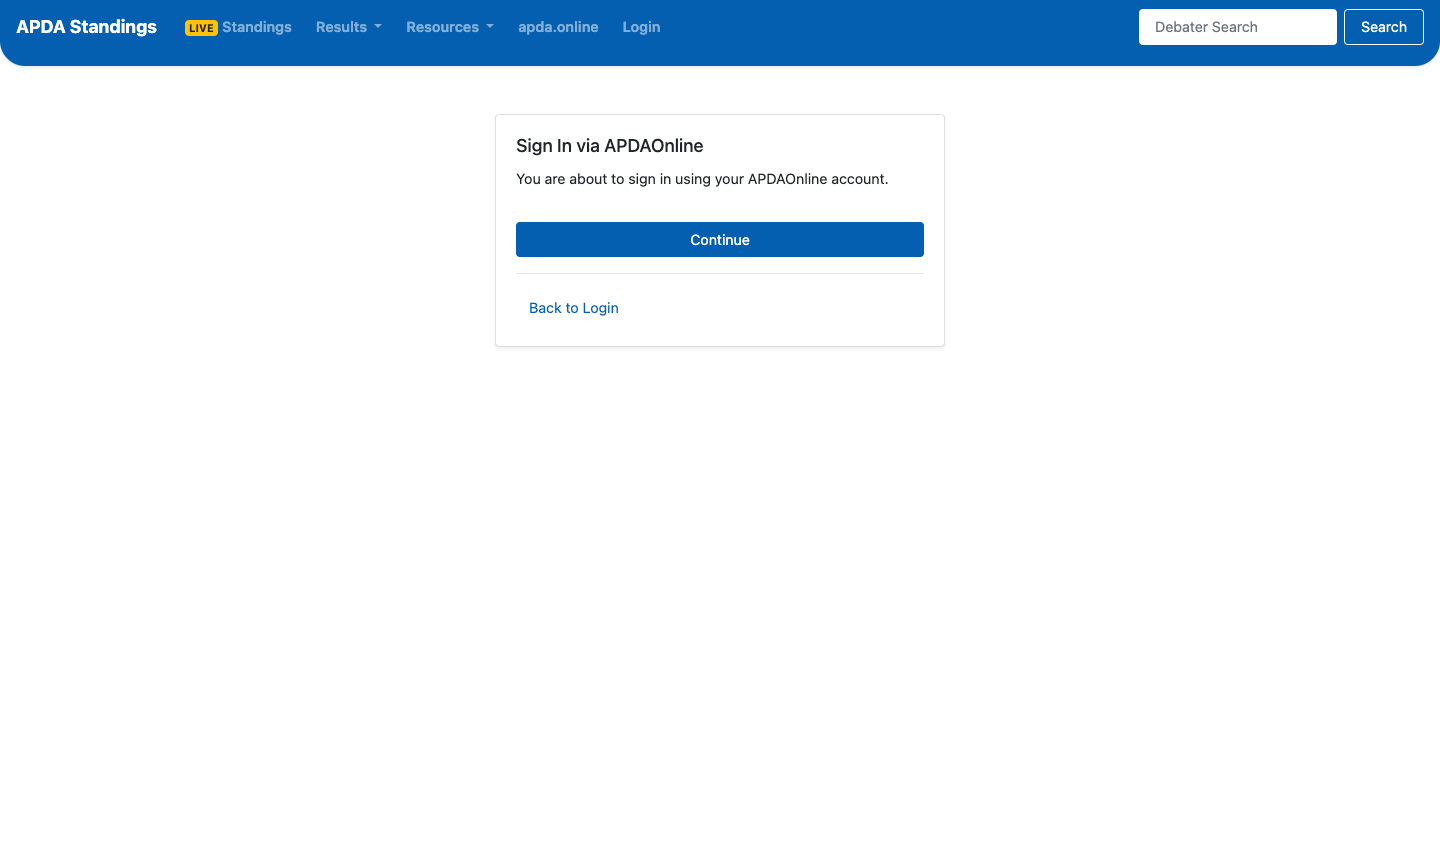 APDA Standings LIVE Standings Results Resources apda.online Login Debater Search Search
Sign In via APDAOnline
You are about to sign in using your APDAOnline account.
Continue
Back to Login